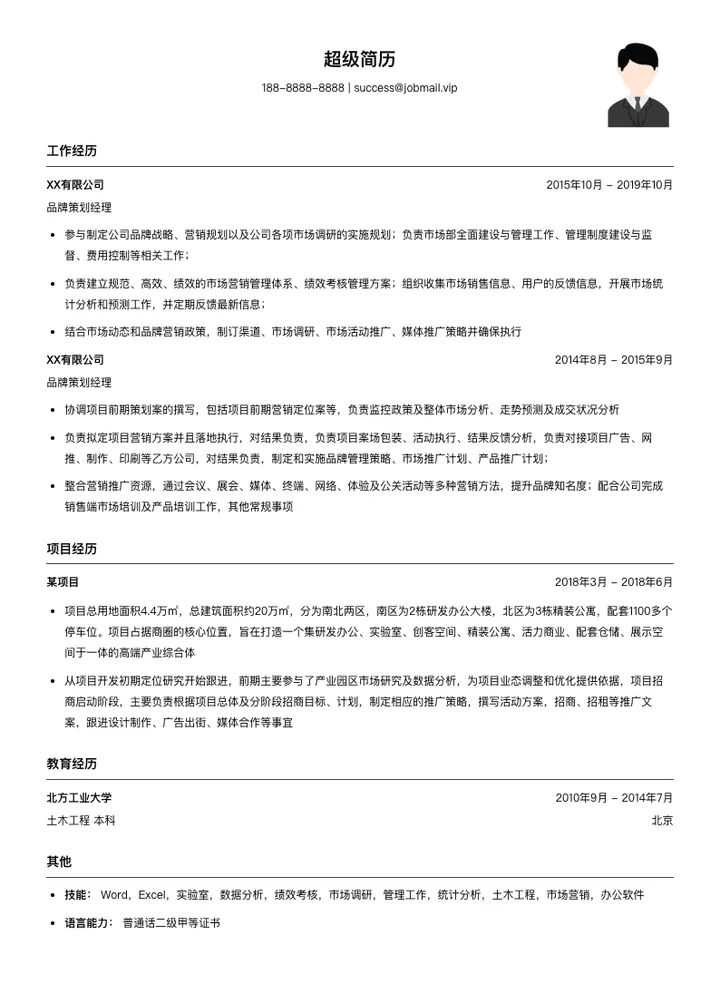 超级简历
188-8888-8888 | success@jobmail.vip
工作经历
XX有限公司 2015年10月 – 2019年10月
品牌策划经理
• 参与制定公司品牌战略、营销规划以及公司各项市场调研的实施规划；负责市场部全面建设与管理工作、管理制度建设与监
督、费用控制等相关工作；
• 负责建立规范、高效、绩效的市场营销管理体系、绩效考核管理方案；组织收集市场销售信息、用户的反馈信息，开展市场统
计分析和预测工作，并定期反馈最新信息；
• 结合市场动态和品牌营销政策，制订渠道、市场调研、市场活动推广、媒体推广策略并确保执行
XX有限公司 2014年8月 – 2015年9月
品牌策划经理
• 协调项目前期策划案的撰写，包括项目前期营销定位案等，负责监控政策及整体市场分析、走势预测及成交状况分析
• 负责拟定项目营销方案并且落地执行，对结果负责，负责项目案场包装、活动执行、结果反馈分析，负责对接项目广告、网
推、制作、印刷等乙方公司，对结果负责，制定和实施品牌管理策略、市场推广计划、产品推广计划；
• 整合营销推广资源，通过会议、展会、媒体、终端、网络、体验及公关活动等多种营销方法，提升品牌知名度；配合公司完成
销售端市场培训及产品培训工作，其他常规事项
项目经历
某项目 2018年3月 – 2018年6月
• 项目总用地面积4.4万㎡，总建筑面积约20万㎡，分为南北两区，南区为2栋研发办公大楼，北区为3栋精装公寓，配套1100多个
停车位。项目占据商圈的核心位置，旨在打造一个集研发办公、实验室、创客空间、精装公寓、活力商业、配套仓储、展示空
间于一体的高端产业综合体
• 从项目开发初期定位研究开始跟进，前期主要参与了产业园区市场研究及数据分析，为项目业态调整和优化提供依据，项目招
商启动阶段，主要负责根据项目总体及分阶段招商目标、计划，制定相应的推广策略，撰写活动方案，招商、招租等推广文
案，跟进设计制作、广告出街、媒体合作等事宜
教育经历
北方工业大学 2010年9月 – 2014年7月
土木工程 本科 北京
其他
• 技能： Word，Excel，实验室，数据分析，绩效考核，市场调研，管理工作，统计分析，土木工程，市场营销，办公软件
• 语言能力： 普通话二级甲等证书